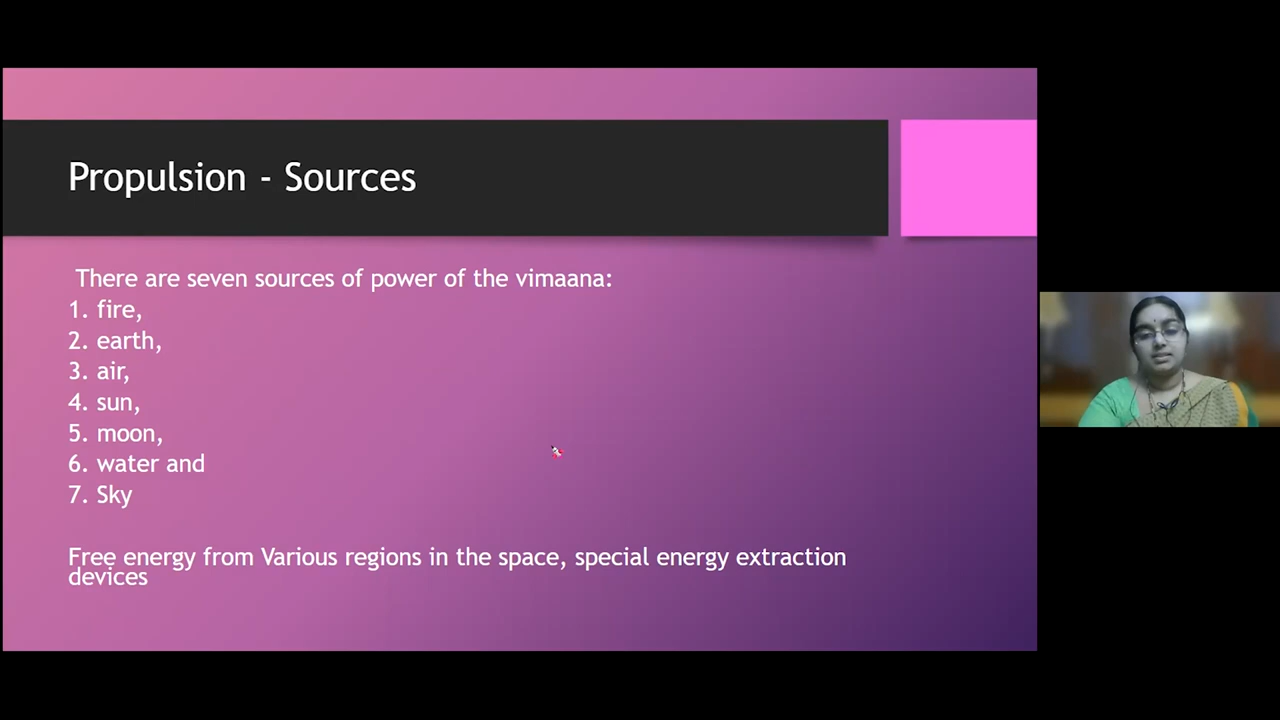 Propulsion - Sources
There are seven sources of power of the vimaana:
1. fire,
2. earth,
3. air,
4. sun,
5. moon,
6. water and
7. Sky
Free energy from Various regions in the space, special energy extraction
devices